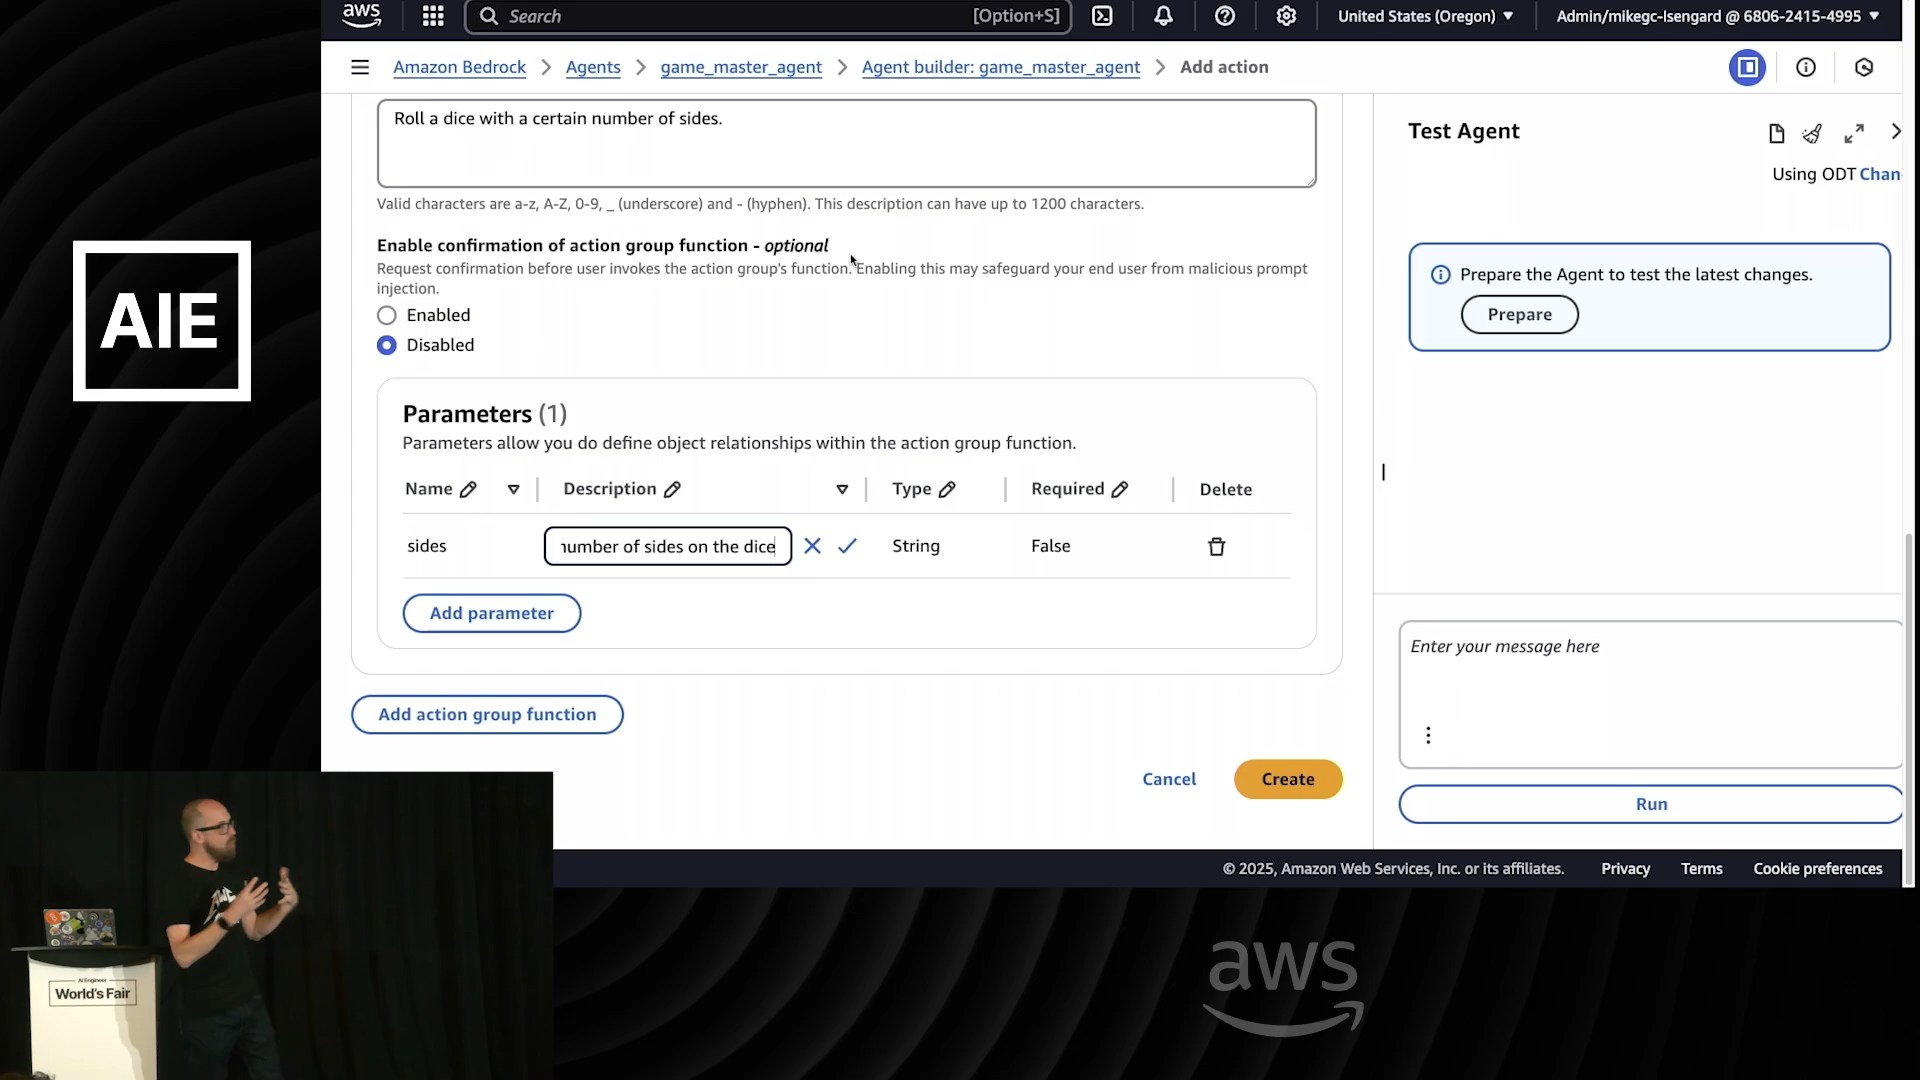 aws
Search
[Option+S]
United States (Oregon)
Admin/mikegc-Isengard @ 6806-2415-4995
Amazon Bedrock
Agents
game_master_agent
Agent builder: game_master_agent
Add action
Roll a dice with a certain number of sides.
Valid characters are a-z, A-Z, 0-9, _ (underscore) and - (hyphen). This description can have up to 1200 characters.
Enable confirmation of action group function - optional
Request confirmation before user invokes the action group's function. Enabling this may safeguard your end user from malicious prompt
injection.
Enabled
Disabled
Parameters (1)
Parameters allow you do define object relationships within the action group function.
Name
Description
Type
Required
Delete
sides
number of sides on the dice
String
False
Add parameter
Add action group function
Cancel
Create
Test Agent
Using ODT Chan
Prepare the Agent to test the latest changes.
Prepare
Enter your message here
Run
© 2025, Amazon Web Services, Inc. or its affiliates.
Privacy
Terms
Cookie preferences
AIE
AI Engineer
World's Fair
aws